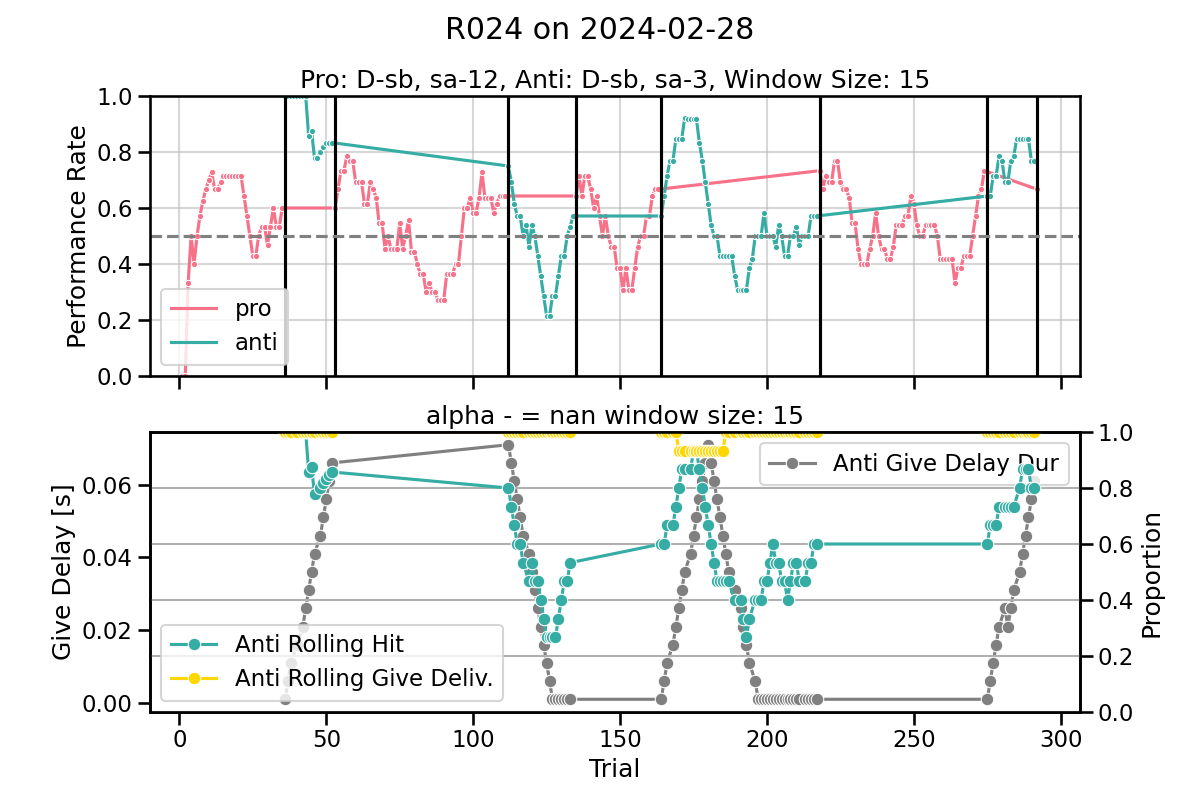 R024 on 2024-02-28
Pro: D-sb, sa-12, Anti: D-sb, sa-3, Window Size: 15
Performance Rate
1.0
0.8
0.6
0.4
0.2
0.0
pro
anti
alpha - = nan window size: 15
Give Delay [s]
0.06
0.04
0.02
0.00
Anti Give Delay Dur
Anti Rolling Hit
Anti Rolling Give Deliv.
1.0
0.8
0.6
0.4
0.2
0.0
Proportion
0 50 100 150 200 250 300
Trial